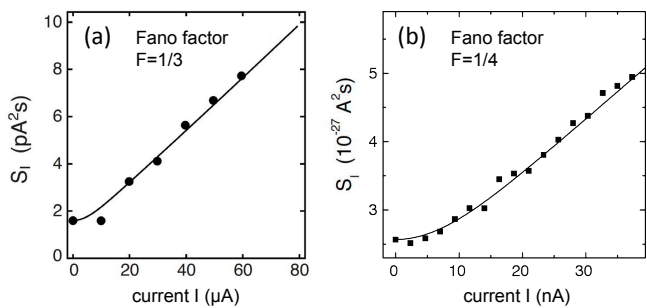 (a)
Fano factor
F=1/3
10
8
6
4
2
0
S_I (pA²s)
0 20 40 60 80
current I (µA)
(b)
Fano factor
F=1/4
5
4
3
2
S_I (10⁻²⁷ A²s)
0 10 20 30
current I (nA)